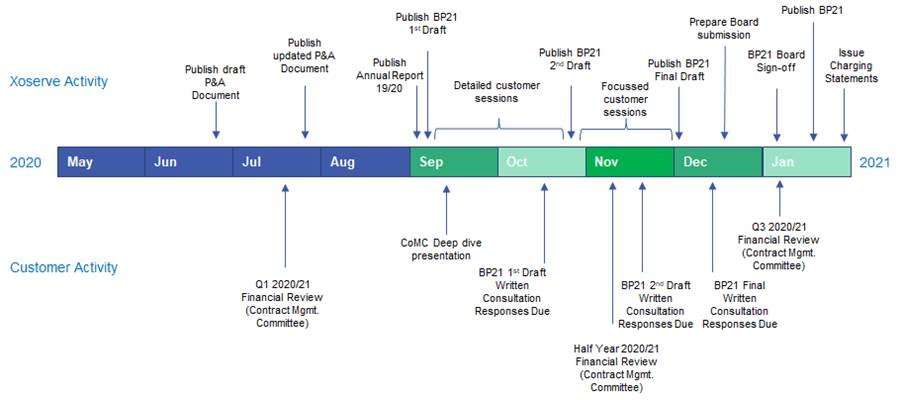 Xoserve Activity
Publish draft
P&A
Document
Publish
updated P&A
Document
Publish
Annual Report
19/20
Publish BP21
1st Draft
Detailed customer
sessions
Publish BP21
2nd Draft
Focussed
customer
sessions
Publish BP21
Final Draft
Prepare Board
submission
BP21 Board
Sign-off
Publish BP21
Issue
Charging
Statements
2020
May
Jun
Jul
Aug
Sep
Oct
Nov
Dec
Jan
2021
Customer Activity
Q1 2020/21
Financial Review
(Contract Mgmt.
Committee)
CoMC Deep dive
presentation
BP21 1st Draft
Written
Consultation
Responses Due
Half Year 2020/21
Financial Review
(Contract Mgmt.
Committee)
BP21 2nd Draft
Written
Consultation
Responses Due
BP21 Final
Written
Consultation
Responses Due
Q3 2020/21
Financial Review
(Contract Mgmt.
Committee)